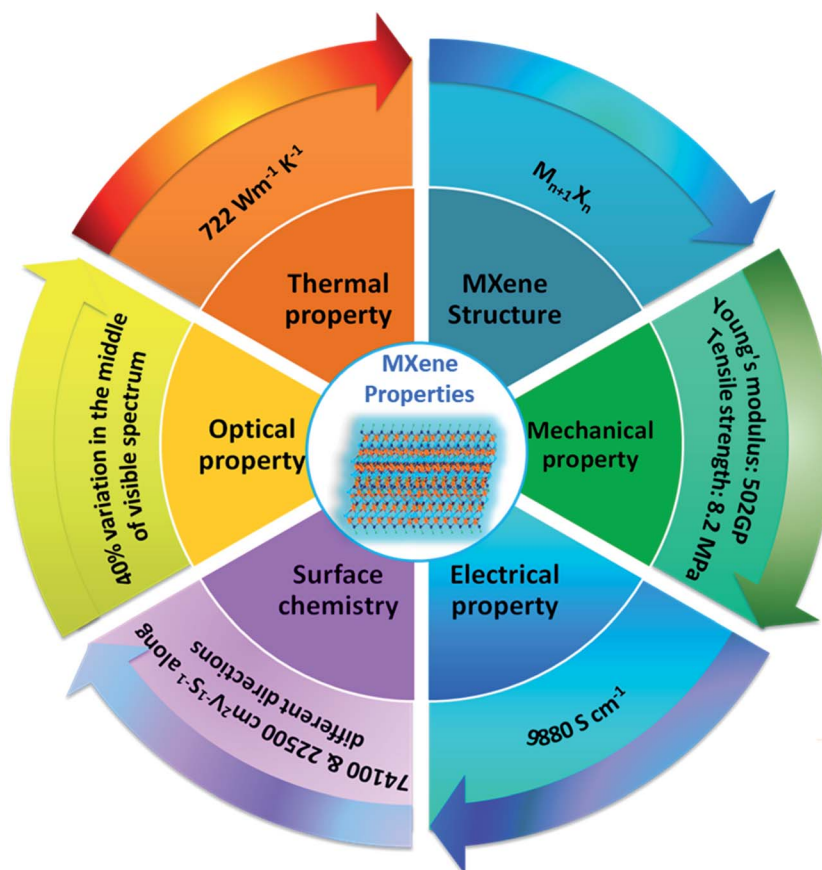 MXene
Properties
MXene
Structure
Mₙ₊₁Xₙ
Mechanical
property
Young's modulus: 502GP
Tensile strength: 8.2 MPa
Electrical
property
9880 S cm⁻¹
Surface
chemistry
74100 & 22500 cm²V⁻¹S⁻¹ along
different directions
Optical
property
40% variation in the middle
of visible spectrum
Thermal
property
722 Wm⁻¹ K⁻¹